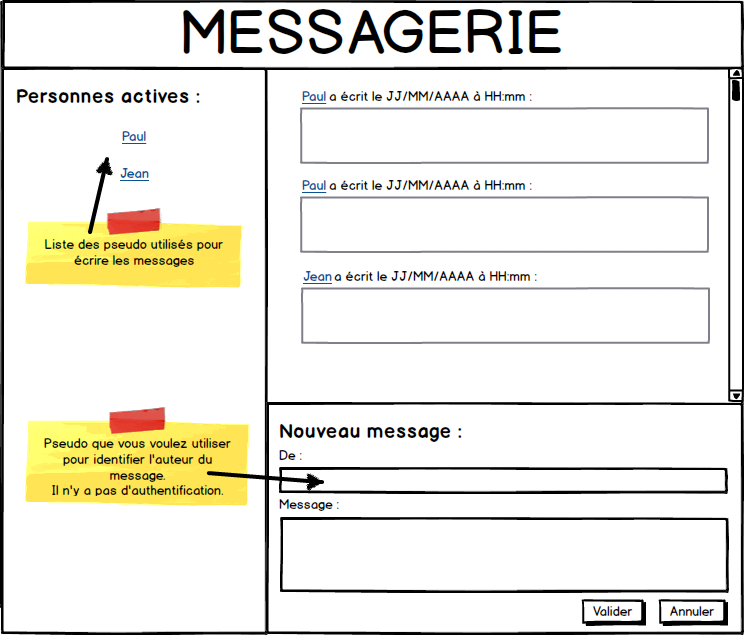 MESSAGERIE
Personnes actives :
Paul
Jean
Liste des pseudo utilisés pour
écrire les messages
Pseudo que vous voulez utiliser
pour identifier l'auteur du
message.
Il n'y a pas d'authentification.
Paul a écrit le JJ/MM/AAAA à HH:mm :
Paul a écrit le JJ/MM/AAAA à HH:mm :
Jean a écrit le JJ/MM/AAAA à HH:mm :
Nouveau message :
De :
Message :
Valider
Annuler